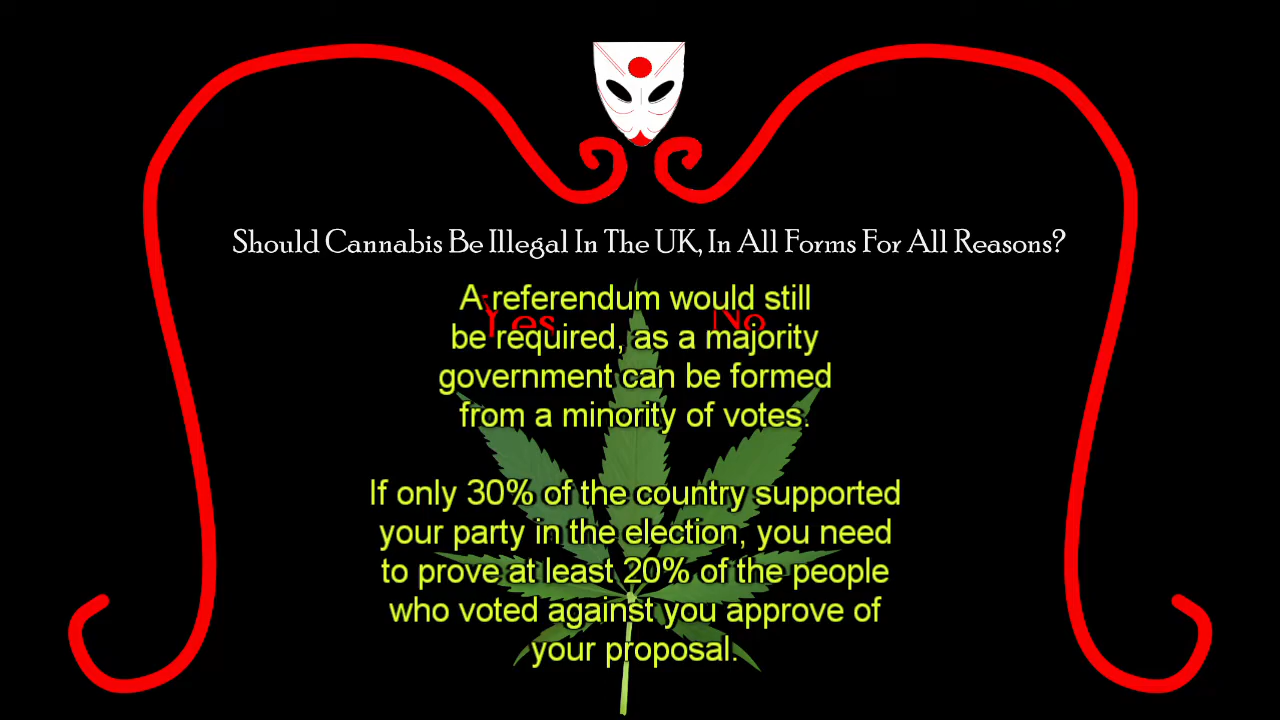 Should Cannabis Be Illegal In The UK, In All Forms For All Reasons?
Yes No
A referendum would still
be required, as a majority
government can be formed
from a minority of votes.
If only 30% of the country supported
your party in the election, you need
to prove at least 20% of the people
who voted against you approve of
your proposal.